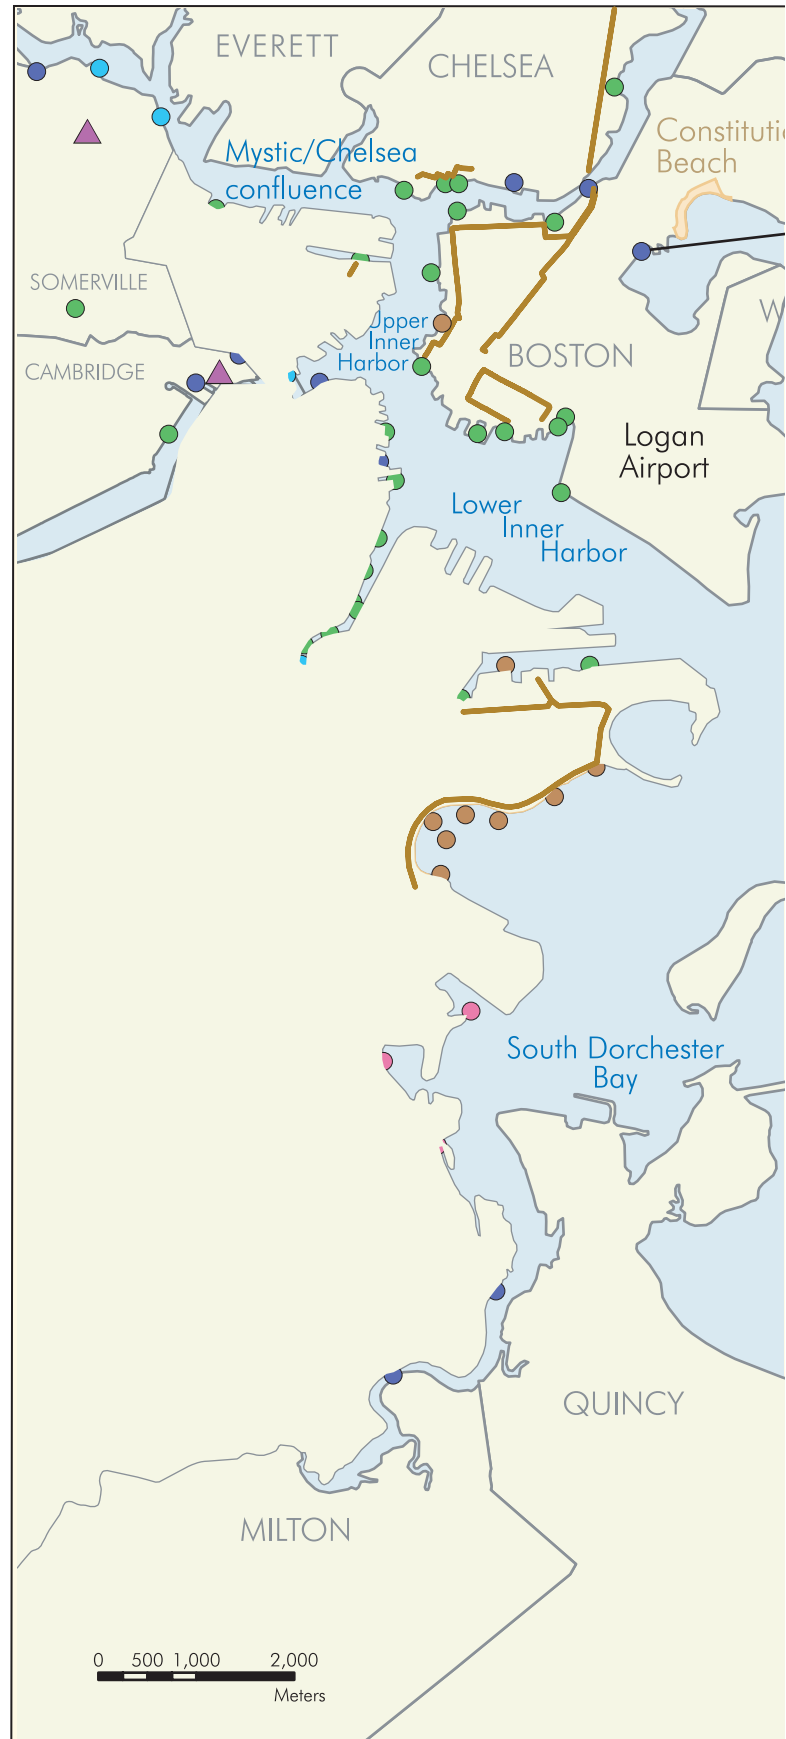 EVERETT
CHELSEA
Constitutio
Beach
Mystic/Chelsea
confluence
SOMERVILLE
W
Upper
Inner
Harbor
BOSTON
CAMBRIDGE
Logan
Airport
Lower
Inner
Harbor
South Dorchester
Bay
QUINCY
MILTON
0 500 1,000 2,000
Meters